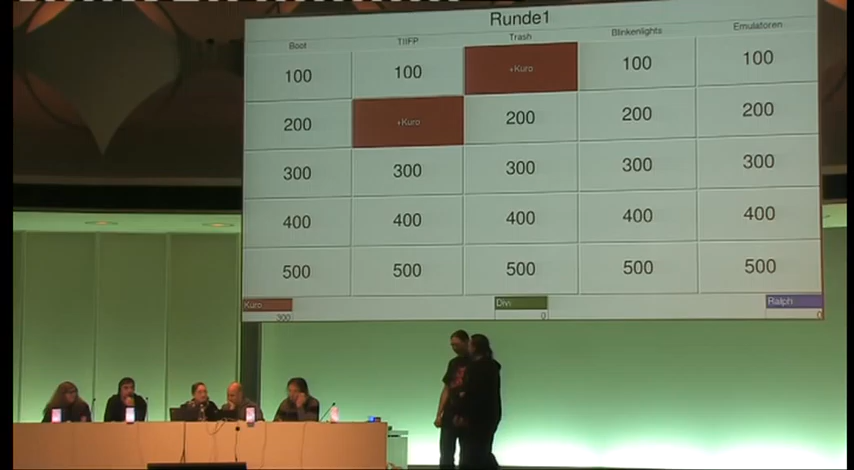 Runde1
Boot TIIFP Trash Blinkenlights Emulatoren
100 100 +Kuro 100 100
200 +Kuro 200 200 200
300 300 300 300 300
400 400 400 400 400
500 500 500 500 500
Kuro Divi Ralph
300 0 0